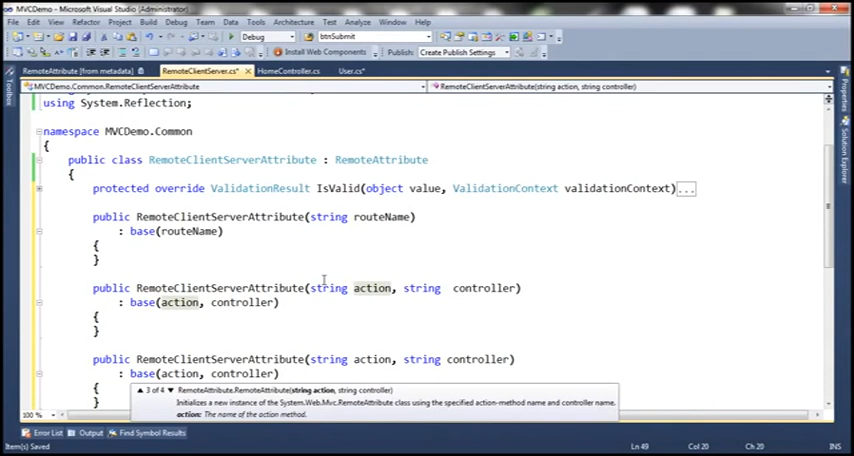 MVCDemo - Microsoft Visual Studio (Administrator)
File Edit View Refactor Project Build Debug Team Data Tools Architecture Test Analyze Window Help
Debug btnSubmit
Install Web Components Publish: Create Publish Settings
RemoteAttribute [from metadata] RemoteClientServer.cs* × HomeController.cs User.cs*
MVCDemo.Common.RemoteClientServerAttribute RemoteClientServerAttribute(string action, string controller)
using System.Reflection;
namespace MVCDemo.Common
{
public class RemoteClientServerAttribute : RemoteAttribute
{
protected override ValidationResult IsValid(object value, ValidationContext validationContext)...
public RemoteClientServerAttribute(string routeName)
: base(routeName)
{
}
public RemoteClientServerAttribute(string action, string controller)
: base(action, controller)
{
}
public RemoteClientServerAttribute(string action, string controller)
: base(action, controller)
{
}
▲ 3 of 4 ▼ RemoteAttribute.RemoteAttribute(string action, string controller)
Initializes a new instance of the System.Web.Mvc.RemoteAttribute class using the specified action-method name and controller name.
action: The name of the action method.
100 %
Error List Output Find Symbol Results
Item(s) Saved Ln 49 Col 20 Ch 20 INS
Toolbox
Properties
Solution Explorer